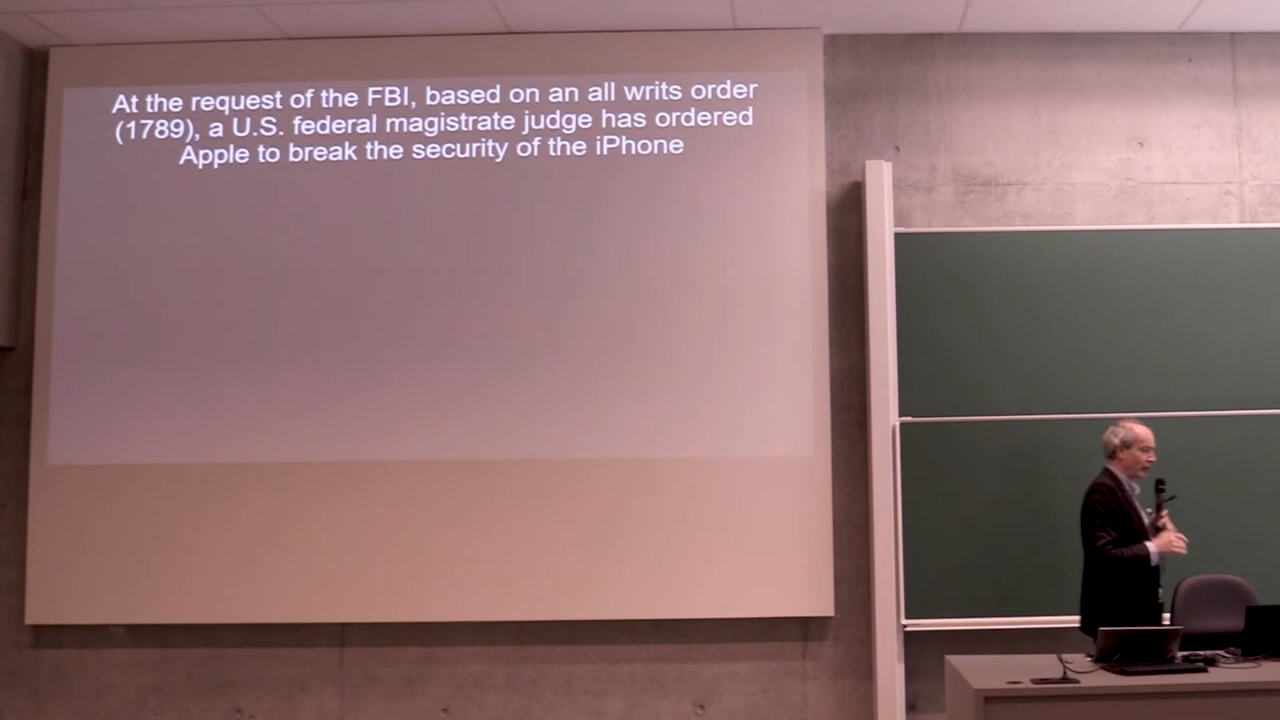 At the request of the FBI, based on an all writs order
(1789), a U.S. federal magistrate judge has ordered
Apple to break the security of the iPhone